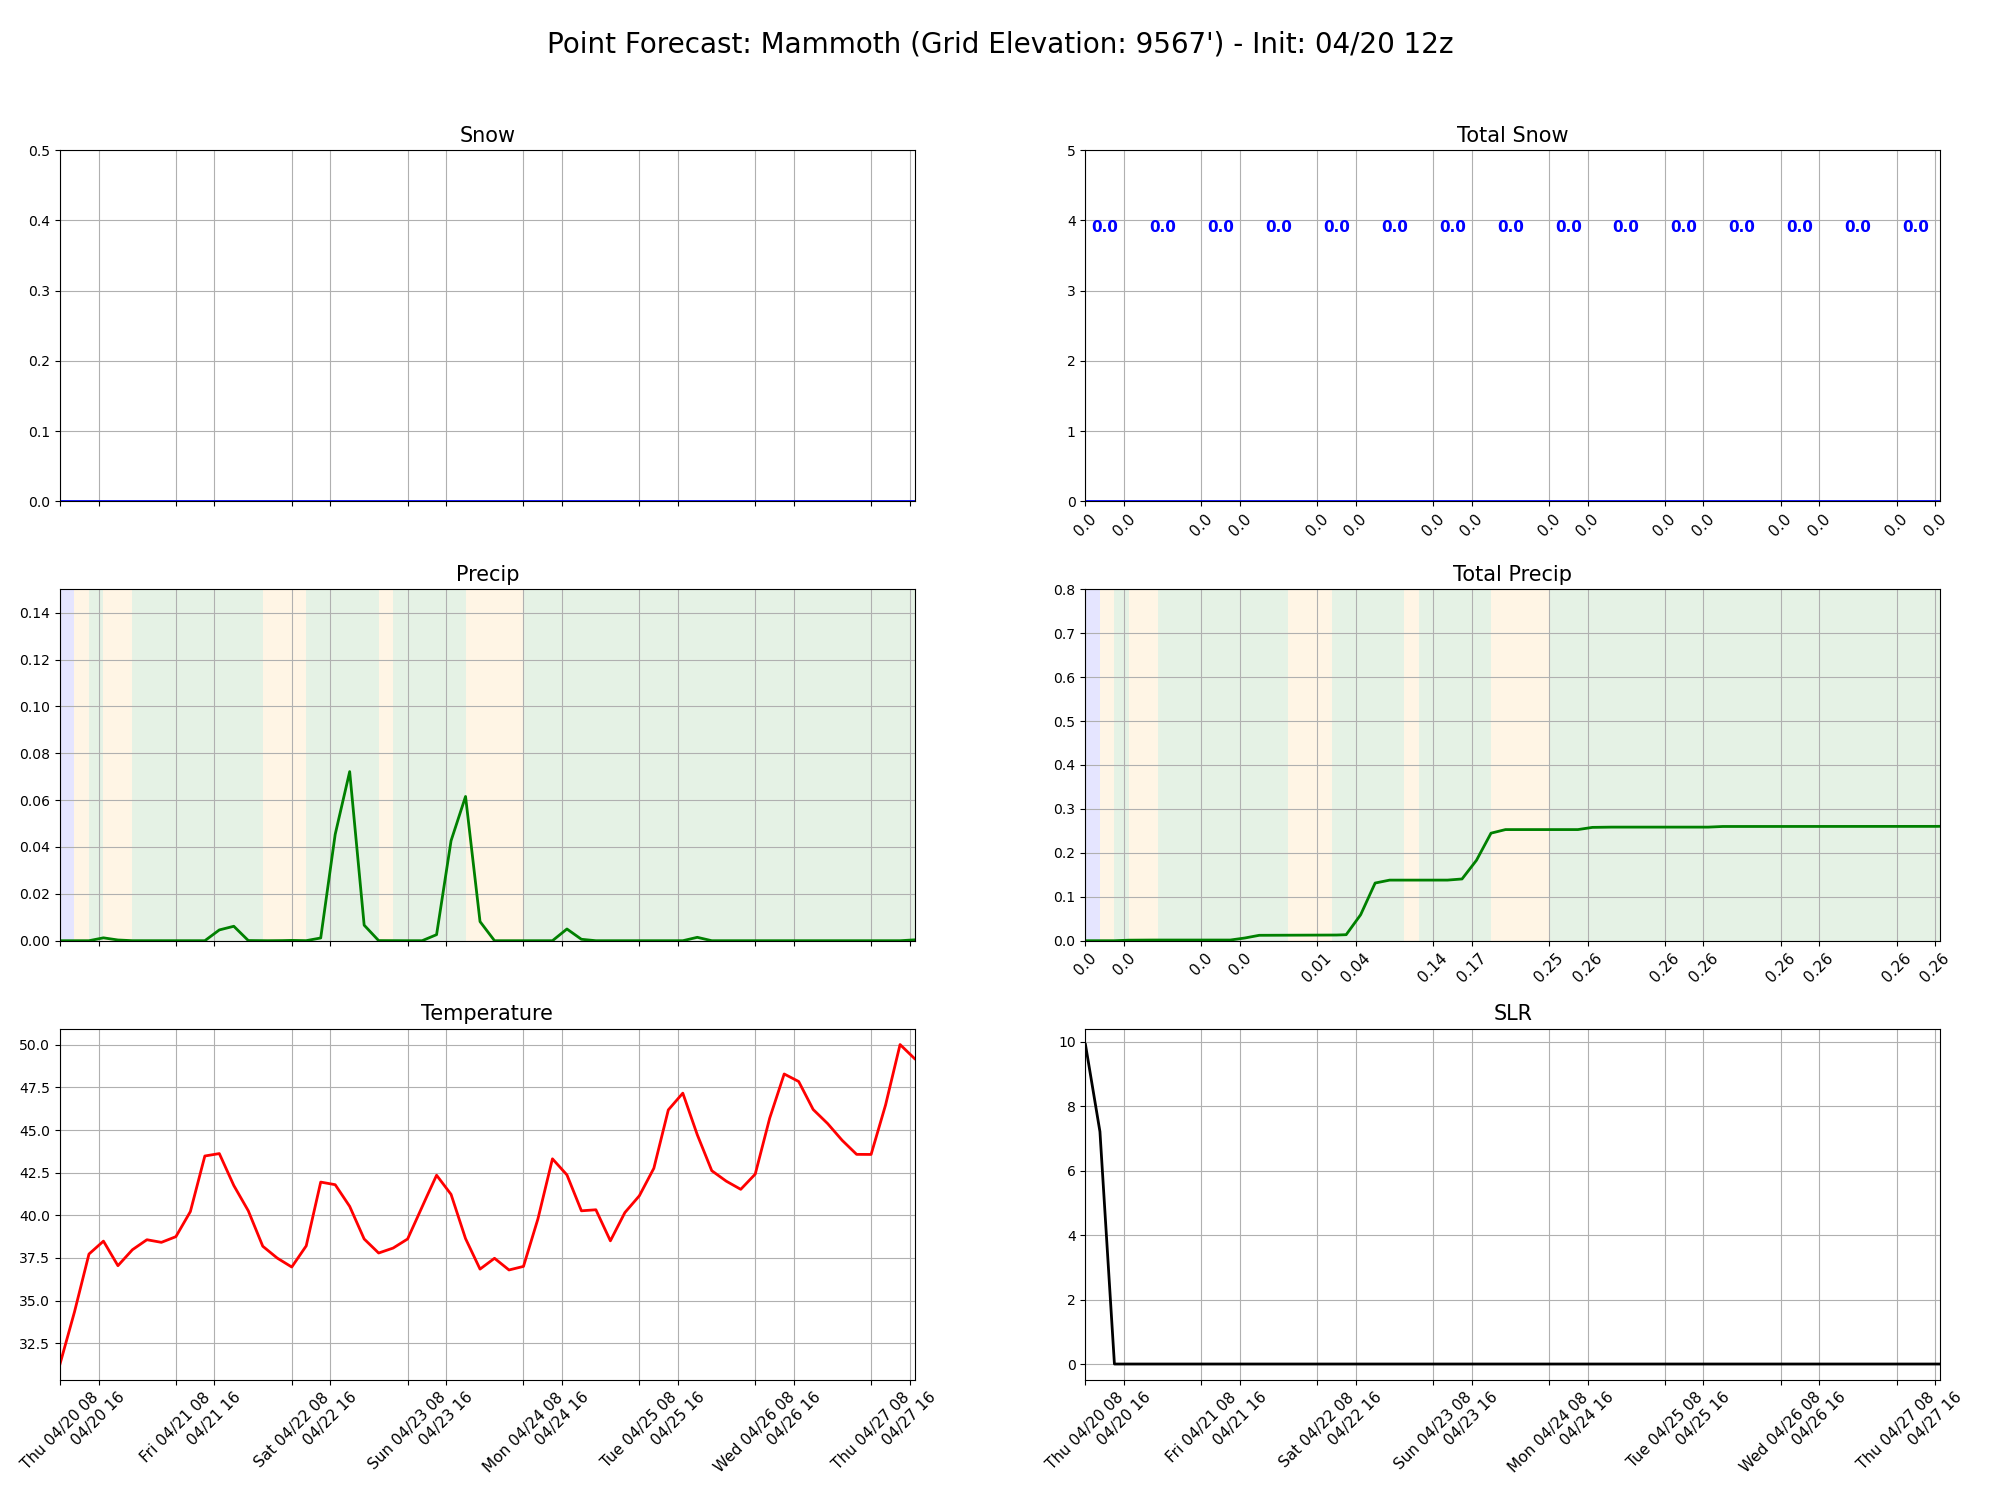 Point Forecast: Mammoth (Grid Elevation: 9567') - Init: 04/20 12z
Snow
0.5
0.4
0.3
0.2
0.1
0.0
Total Snow
5
4
3
2
1
0
0.0 0.0 0.0 0.0 0.0 0.0 0.0 0.0 0.0 0.0 0.0 0.0 0.0 0.0 0.0
0.0 0.0 0.0 0.0 0.0 0.0 0.0 0.0 0.0 0.0 0.0 0.0 0.0 0.0 0.0 0.0
Precip
0.14
0.12
0.10
0.08
0.06
0.04
0.02
0.00
Total Precip
0.8
0.7
0.6
0.5
0.4
0.3
0.2
0.1
0.0
0.0 0.0 0.0 0.0 0.01 0.04 0.14 0.17 0.25 0.26 0.26 0.26 0.26 0.26 0.26 0.26
Temperature
50.0
47.5
45.0
42.5
40.0
37.5
35.0
32.5
Thu 04/20 08
04/20 16
Fri 04/21 08
04/21 16
Sat 04/22 08
04/22 16
Sun 04/23 08
04/23 16
Mon 04/24 08
04/24 16
Tue 04/25 08
04/25 16
Wed 04/26 08
04/26 16
Thu 04/27 08
04/27 16
SLR
10
8
6
4
2
0
Thu 04/20 08
04/20 16
Fri 04/21 08
04/21 16
Sat 04/22 08
04/22 16
Sun 04/23 08
04/23 16
Mon 04/24 08
04/24 16
Tue 04/25 08
04/25 16
Wed 04/26 08
04/26 16
Thu 04/27 08
04/27 16